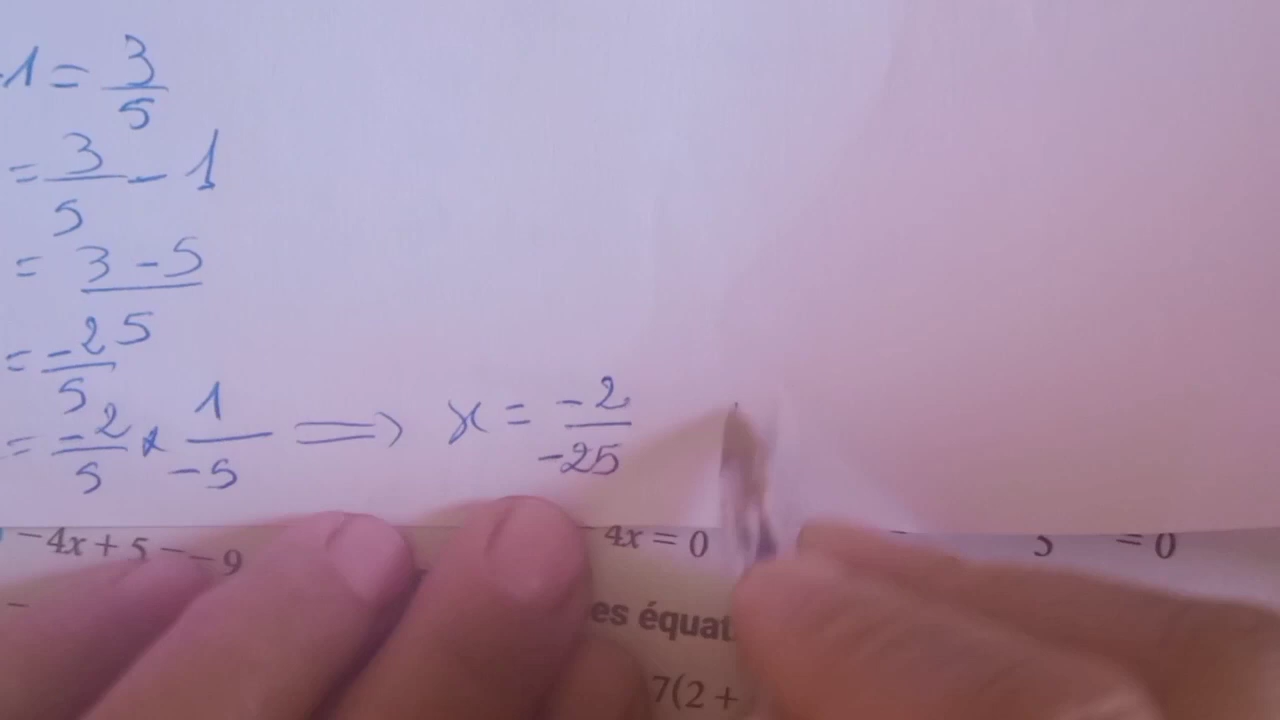 1 = 3/5
= 3/5 - 1
= 3 - 5 / 5
= -2/5
= -2/5 × 1/-5 ⟹ x = -2/-25
-4x + 5 - -9
4x = 0
= 0
es équat
7(2 +